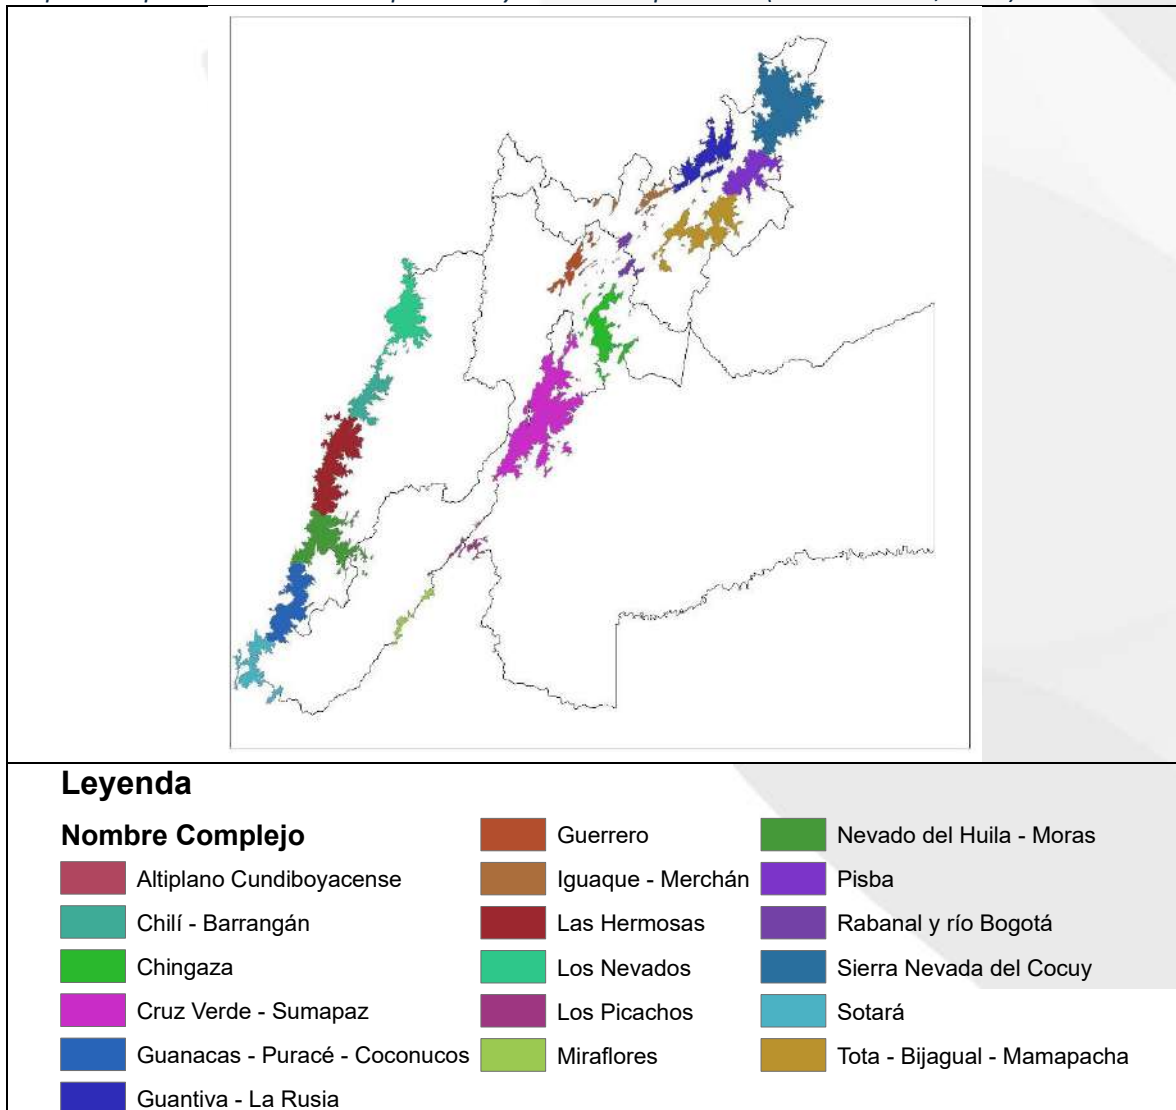 Leyenda
Nombre Complejo
Altiplano Cundiboyacense
Chilí - Barrangán
Chingaza
Cruz Verde - Sumapaz
Guanacas - Puracé - Coconucos
Guantiva - La Rusia
Guerrero
Iguaque - Merchán
Las Hermosas
Los Nevados
Los Picachos
Miraflores
Nevado del Huila - Moras
Pisba
Rabanal y río Bogotá
Sierra Nevada del Cocuy
Sotará
Tota - Bijagual - Mamapacha